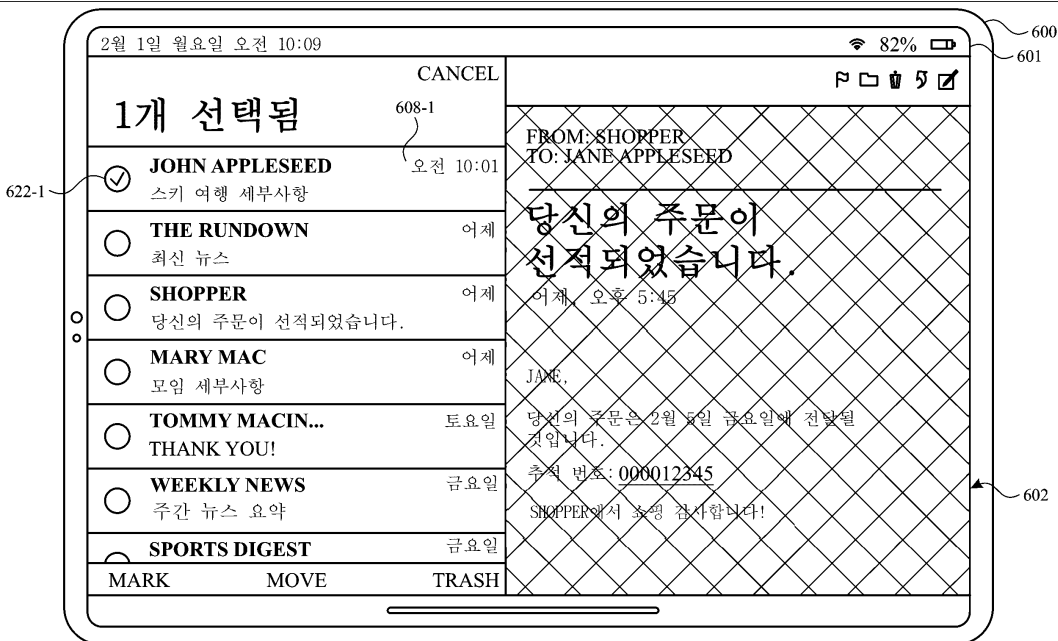 2월 1일 월요일 오전 10:09
82%
600
601
CANCEL
1개 선택됨
608-1
FROM: SHOPPER
TO: JANE APPLESEED
JOHN APPLESEED
오전 10:01
스키 여행 세부사항
622-1
THE RUNDOWN
어제
최신 뉴스
SHOPPER
어제
당신의 주문이 선적되었습니다.
MARY MAC
어제
모임 세부사항
TOMMY MACIN...
토요일
THANK YOU!
WEEKLY NEWS
금요일
주간 뉴스 요약
SPORTS DIGEST
금요일
MARK
MOVE
TRASH
당신의 주문이
선적되었습니다.
어제, 오후 5:45
JANE,
당신의 주문은 2월 5일 금요일에 전달될
것입니다.
추적 번호: 000012345
SHOPPER에서 쇼핑 감사합니다!
602